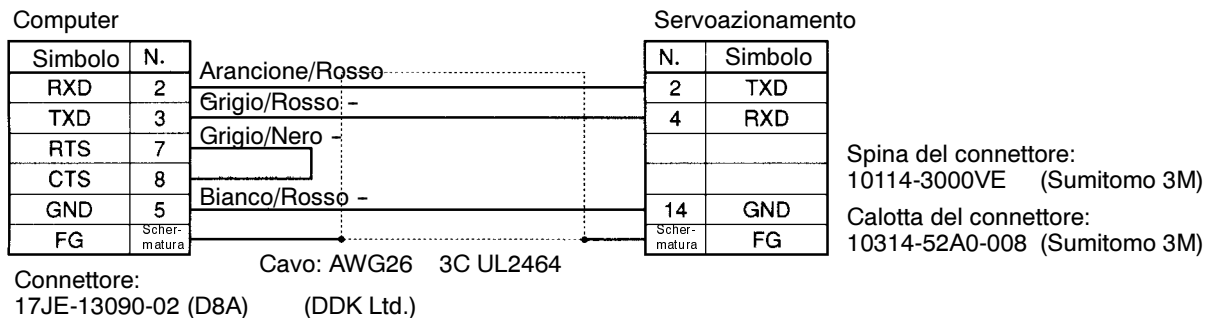 Computer
Servoazionamento
Simbolo N.
N. Simbolo
Arancione/Rosso
RXD 2
2 TXD
Grigio/Rosso -
TXD 3
4 RXD
Grigio/Nero -
RTS 7
CTS 8
Bianco/Rosso -
GND 5
14 GND
FG Scher-
matura
Scher-
matura FG
Spina del connettore:
10114-3000VE (Sumitomo 3M)
Calotta del connettore:
10314-52A0-008 (Sumitomo 3M)
Cavo: AWG26 3C UL2464
Connettore:
17JE-13090-02 (D8A) (DDK Ltd.)